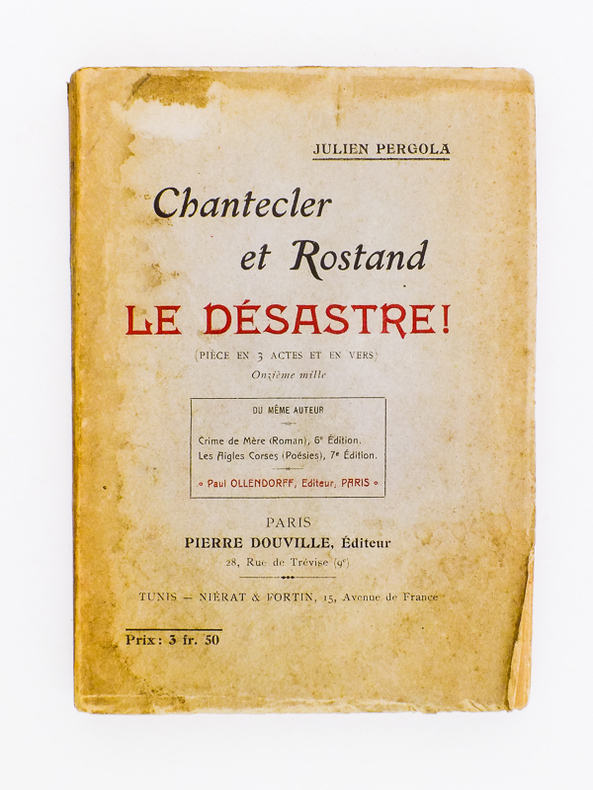 JULIEN PERGOLA
Chantecler
et Rostand
LE DÉSASTRE!
(PIÈCE EN 3 ACTES ET EN VERS)
Onzième mille
DU MÊME AUTEUR
Crime de Mère (Roman), 6e Édition.
Les Aigles Corses (Poésies), 7e Édition.
Paul OLLENDORFF, Editeur, PARIS
PARIS
PIERRE DOUVILLE, Éditeur
28, Rue de Trévise (9e)
TUNIS — NIÉRAT & FORTIN, 15, Avenue de France
Prix: 3 fr. 50